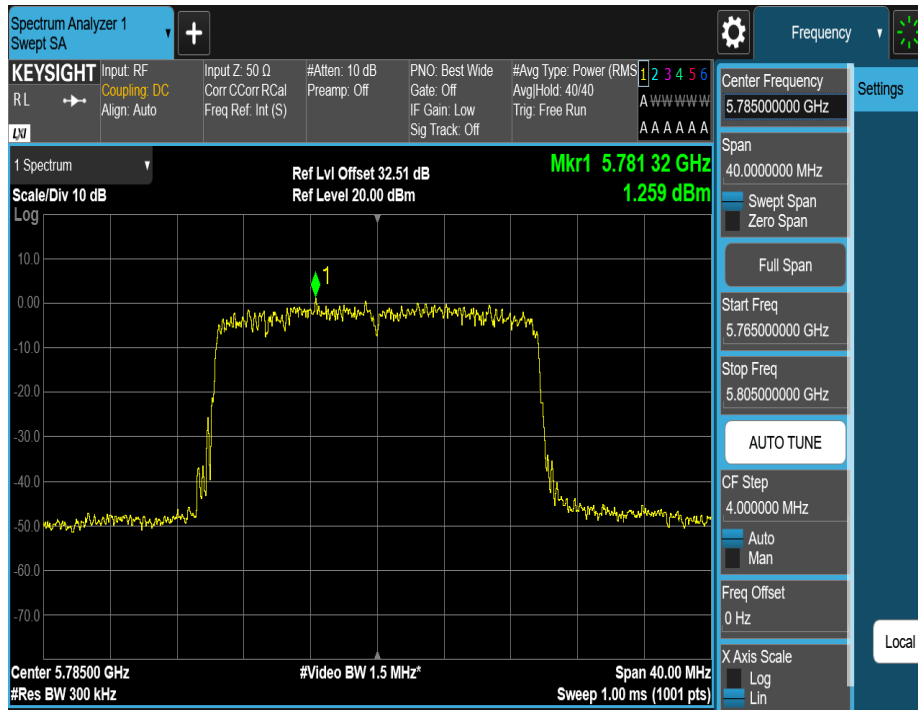 Spectrum Analyzer 1
Swept SA
+
Frequency
KEYSIGHT
R L
LXI
Input: RF
Coupling: DC
Align: Auto
Input Z: 50 Ω
Corr CCorr RCal
Freq Ref: Int (S)
#Atten: 10 dB
Preamp: Off
PNO: Best Wide
Gate: Off
IF Gain: Low
Sig Track: Off
#Avg Type: Power (RMS
Avg|Hold: 40/40
Trig: Free Run
1 2 3 4 5 6
A W W W W W
A A A A A A
1 Spectrum
Scale/Div 10 dB
Log
Ref Lvl Offset 32.51 dB
Ref Level 20.00 dBm
Mkr1 5.781 32 GHz
1.259 dBm
1
10.0
0.00
-10.0
-20.0
-30.0
-40.0
-50.0
-60.0
-70.0
Center 5.78500 GHz
#Res BW 300 kHz
#Video BW 1.5 MHz*
Span 40.00 MHz
Sweep 1.00 ms (1001 pts)
Center Frequency
5.785000000 GHz
Span
40.0000000 MHz
Swept Span
Zero Span
Full Span
Start Freq
5.765000000 GHz
Stop Freq
5.805000000 GHz
AUTO TUNE
CF Step
4.000000 MHz
Auto
Man
Freq Offset
0 Hz
X Axis Scale
Log
Lin
Settings
Local